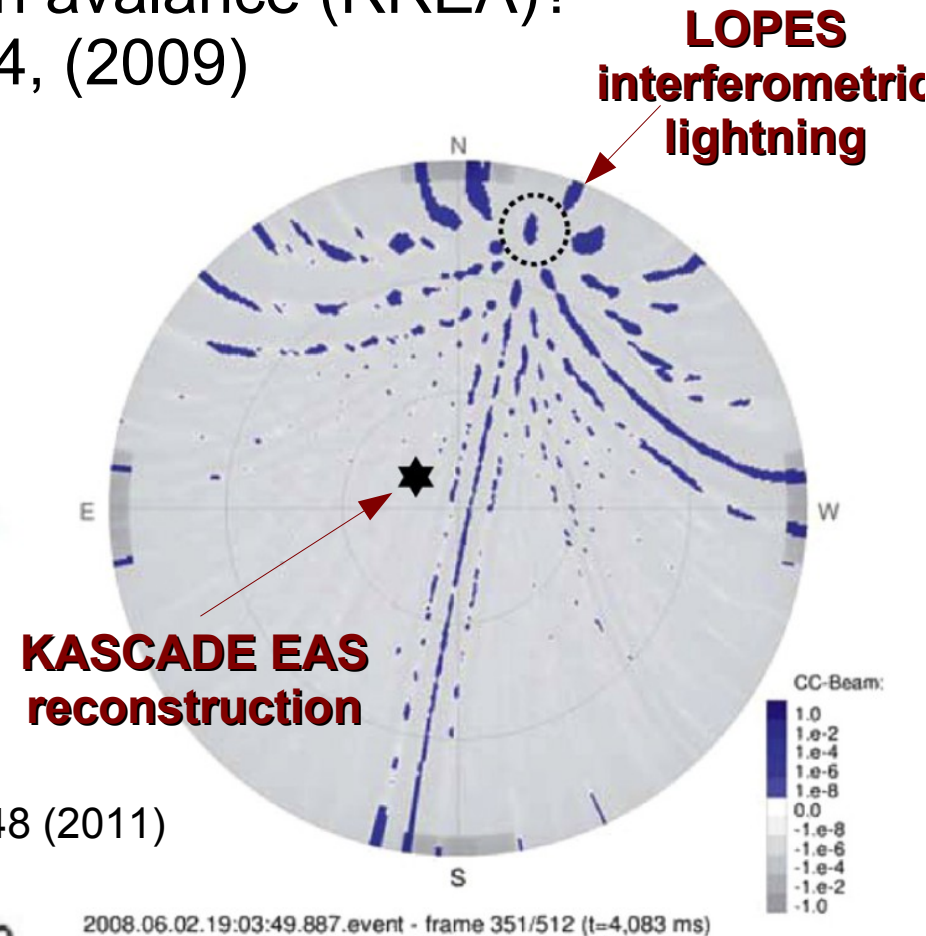 avalance (RREA)?
4, (2009)
LOPES
interferometric
lightning
N
E
W
KASCADE EAS
reconstruction
CC-Beam:
1.0
1.e-2
1.e-4
1.e-6
1.e-8
0.0
-1.e-8
-1.e-6
-1.e-4
-1.e-2
-1.0
48 (2011)
S
2008.06.02.19:03:49.887.event - frame 351/512 (t=4,083 ms)